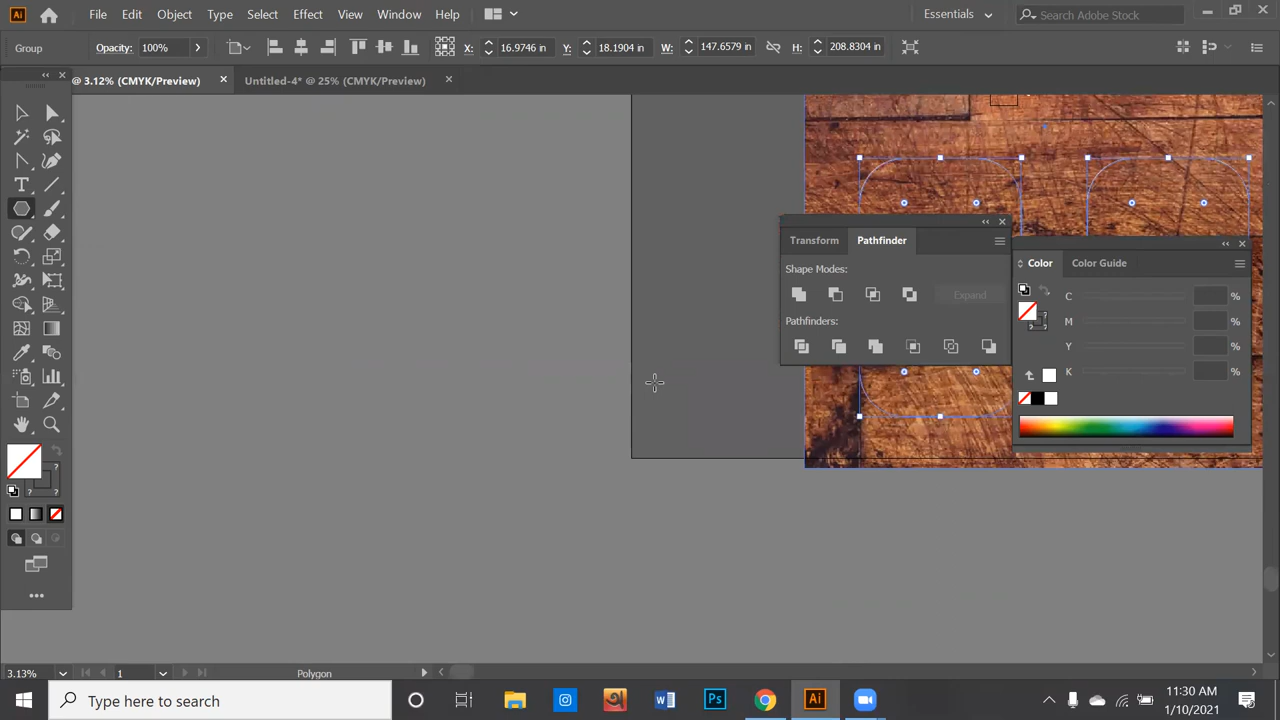 Ai File Edit Object Type Select Effect View Window Help Essentials Search Adobe Stock
Group Opacity: 100% X: 16.9746 in Y: 18.1904 in W: 147.6579 in H: 208.8304 in
@ 3.12% (CMYK/Preview) Untitled-4* @ 25% (CMYK/Preview)
Transform Pathfinder
Shape Modes:
Expand
Pathfinders:
Color Color Guide
C %
M %
Y %
K %
3.13% 1 Polygon
Type here to search
W Ps Ai
11:30 AM
1/10/2021